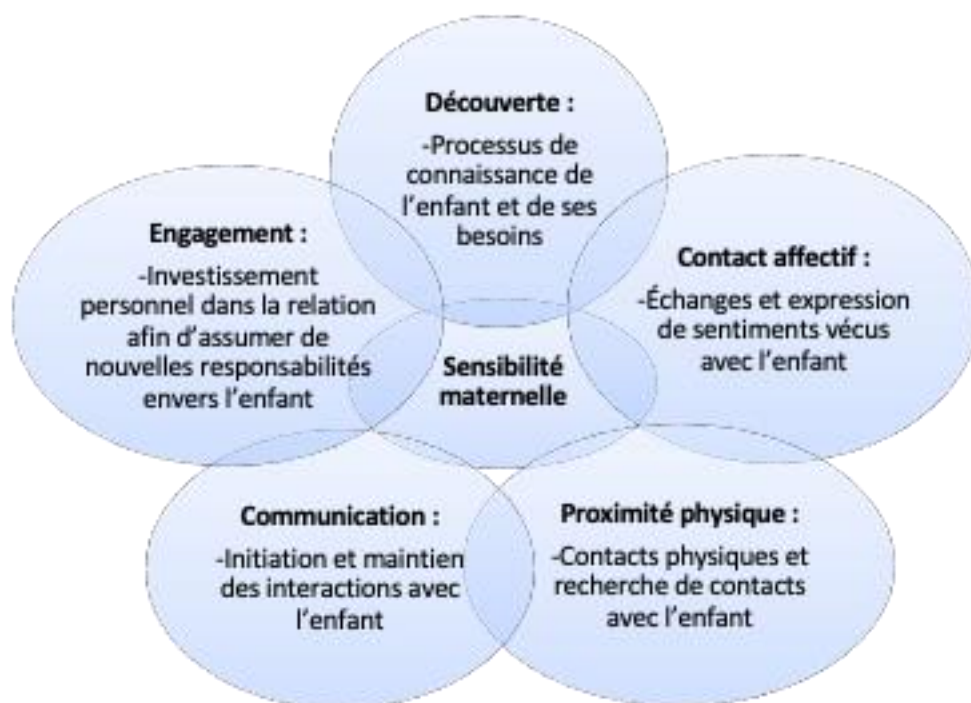 Découverte :
-Processus de
connaissance de
l'enfant et de ses
besoins
Engagement :
-Investissement
personnel dans la relation
afin d'assumer de
nouvelles responsabilités
envers l'enfant
Contact affectif :
-Échanges et expression
de sentiments vécus
avec l'enfant
Sensibilité
maternelle
Communication :
-Initiation et maintien
des interactions avec
l'enfant
Proximité physique :
-Contacts physiques et
recherche de contacts
avec l'enfant